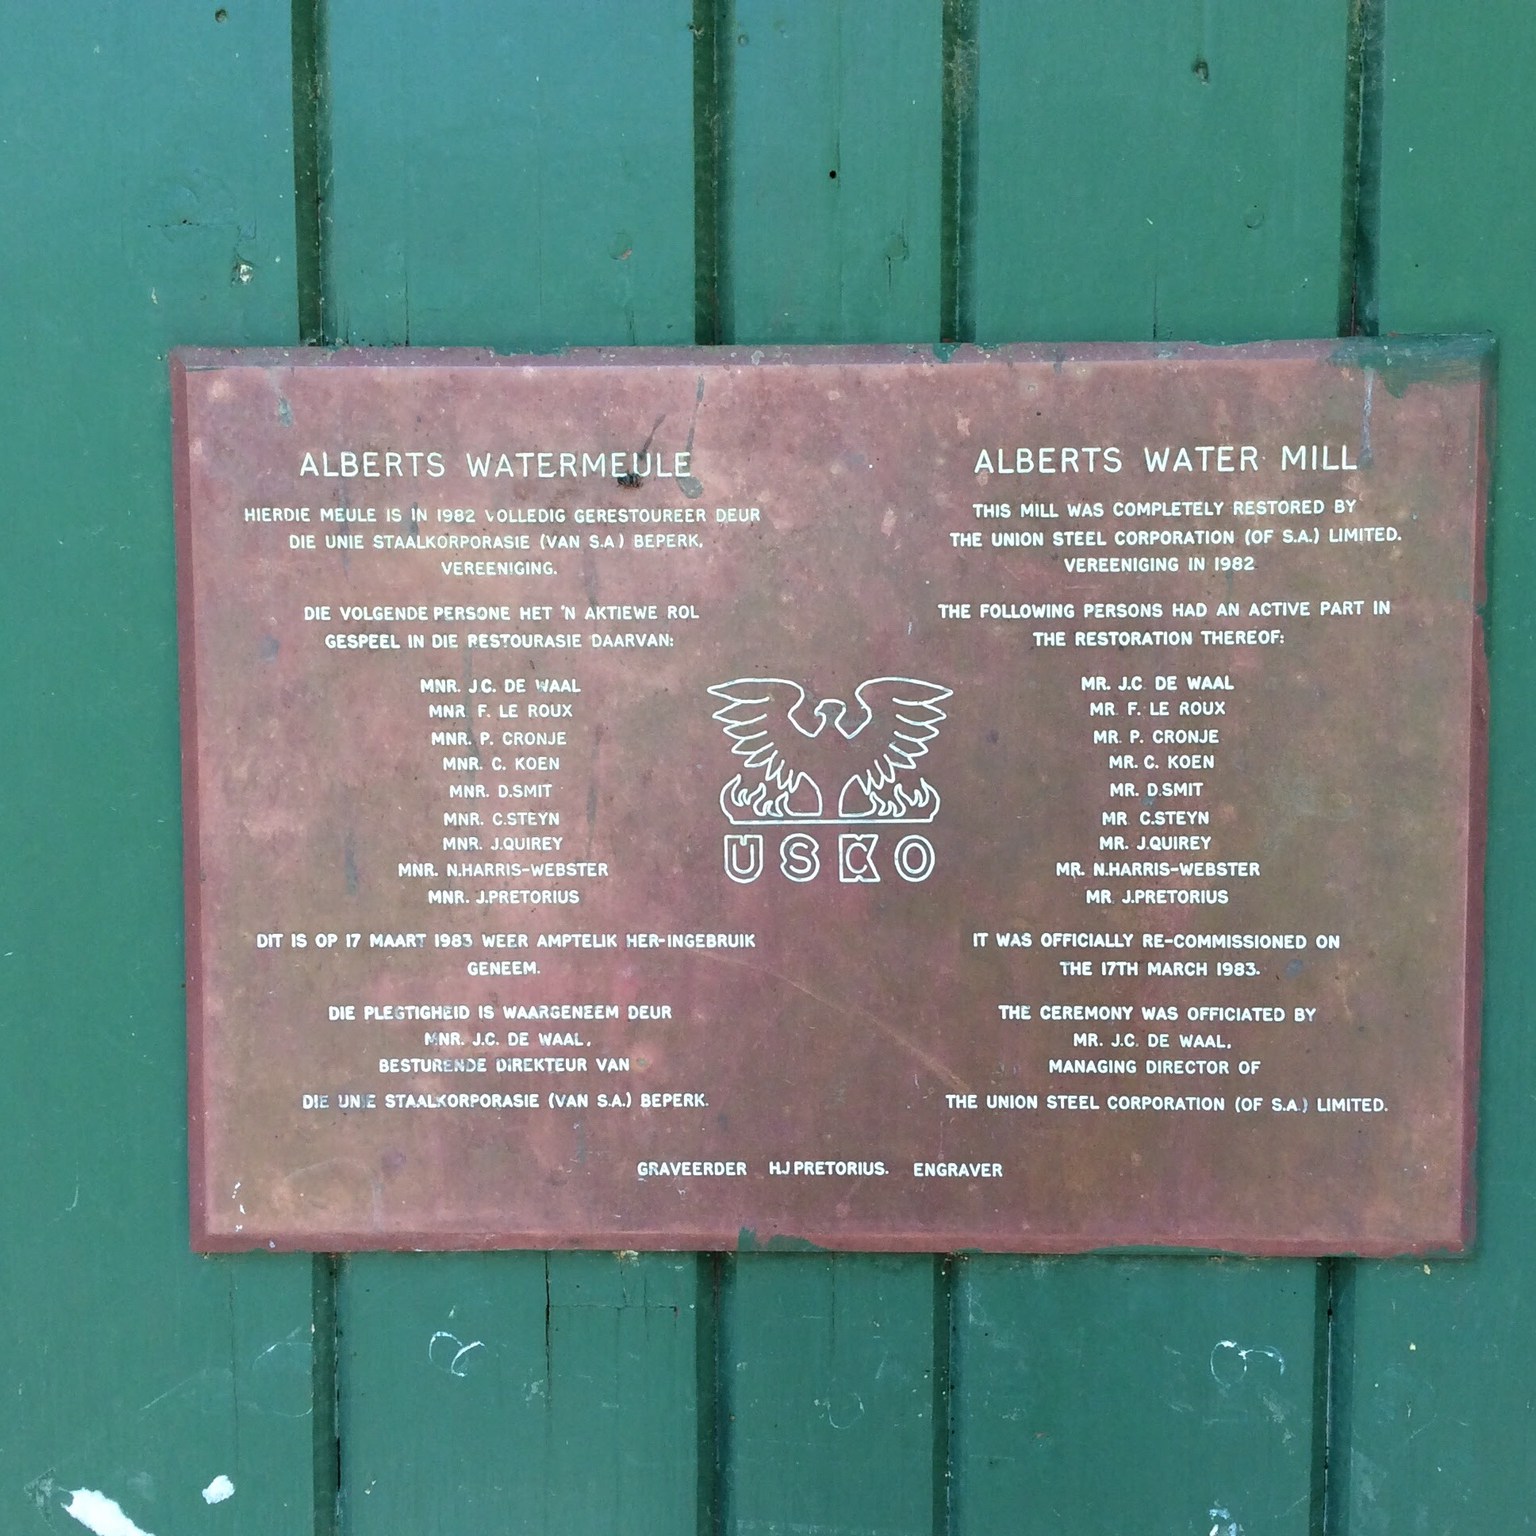 ALBERTS WATERMEULE
HIERDIE MEULE IS IN 1982 VOLLEDIG GERESTOUREER DEUR
DIE UNIE STAALKORPORASIE (VAN S.A.) BEPERK,
VEREENIGING.
DIE VOLGENDE PERSONE HET 'N AKTIEWE ROL
GESPEEL IN DIE RESTOURASIE DAARVAN:
MNR. J.C. DE WAAL
MNR. F. LE ROUX
MNR. P. CRONJE
MNR. C. KOEN
MNR. D.SMIT
MNR. C.STEYN
MNR. J.QUIREY
MNR. N.HARRIS-WEBSTER
MNR. J.PRETORIUS
DIT IS OP 17 MAART 1983 WEER AMPTELIK HER-INGEBRUIK
GENEEM.
DIE PLEGTIGHEID IS WAARGENEEM DEUR
MNR. J.C. DE WAAL,
BESTURENDE DIREKTEUR VAN
DIE UNIE STAALKORPORASIE (VAN S.A.) BEPERK.
USKO
ALBERTS WATER MILL
THIS MILL WAS COMPLETELY RESTORED BY
THE UNION STEEL CORPORATION (OF S.A.) LIMITED.
VEREENIGING IN 1982
THE FOLLOWING PERSONS HAD AN ACTIVE PART IN
THE RESTORATION THEREOF:
MR. J.C. DE WAAL
MR. F. LE ROUX
MR. P. CRONJE
MR. C. KOEN
MR. D.SMIT
MR C.STEYN
MR. J.QUIREY
MR. N.HARRIS-WEBSTER
MR J.PRETORIUS
IT WAS OFFICIALLY RE-COMMISSIONED ON
THE 17TH MARCH 1983.
THE CEREMONY WAS OFFICIATED BY
MR. J.C. DE WAAL,
MANAGING DIRECTOR OF
THE UNION STEEL CORPORATION (OF S.A.) LIMITED.
GRAVEERDER H.J PRETORIUS. ENGRAVER